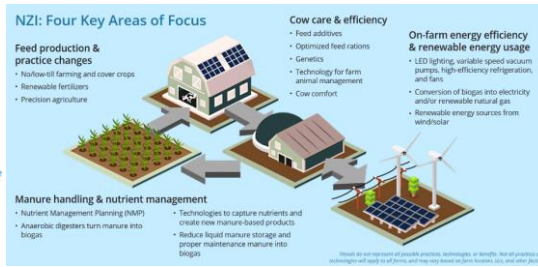 NZI: Four Key Areas of Focus
Feed production &
practice changes
• No/low-till farming and cover crops
• Renewable fertilizers
• Precision agriculture
Cow care & efficiency
• Feed additives
• Optimized feed rations
• Genetics
• Technology for farm
animal management
• Cow comfort
On-farm energy efficiency
& renewable energy usage
• LED lighting, variable speed vacuum
pumps, high-efficiency refrigeration,
and fans
• Conversion of biogas into electricity
and/or renewable natural gas
• Renewable energy sources from
wind/solar
Manure handling & nutrient management
• Nutrient Management Planning (NMP)
• Anaerobic digesters turn manure into
biogas
• Technologies to capture nutrients and
create new manure-based products
• Reduce liquid manure storage and
proper maintenance manure into
biogas
Visuals do not represent all possible practices, technologies, or benefits. Not all practices
technologies will apply to all farms, and may vary based on farm location, size, and other